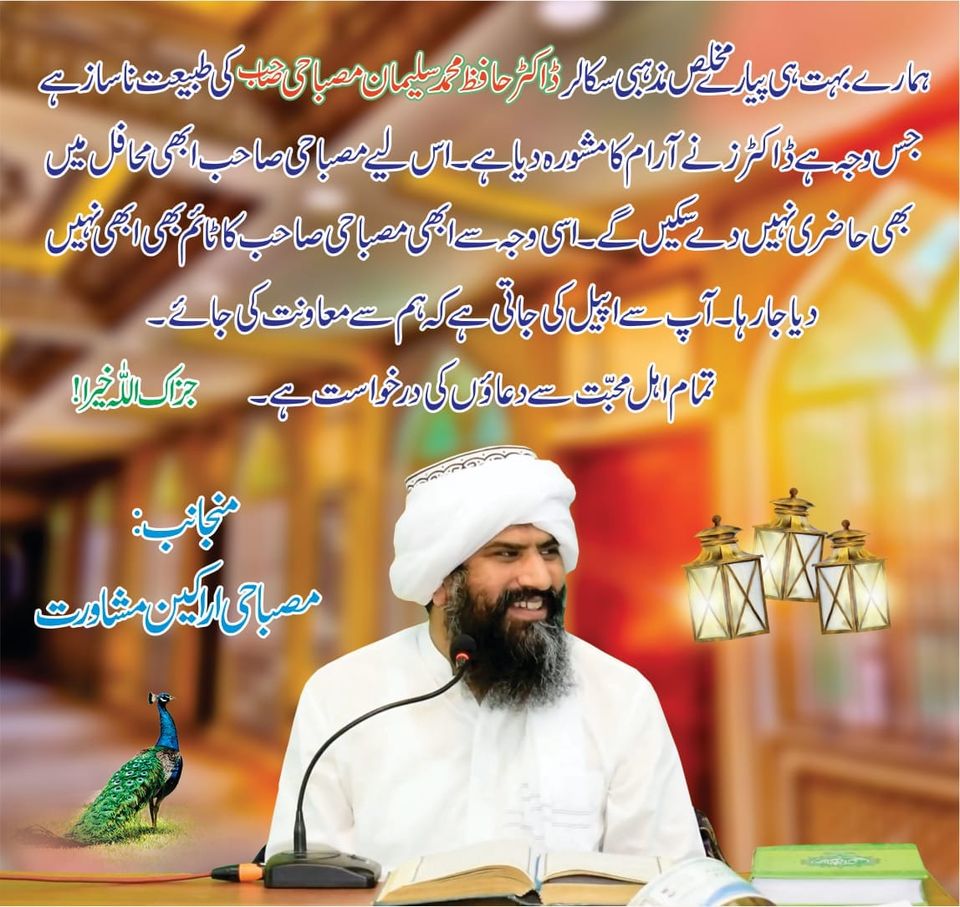 ہمارے بہت ہی پیارے مخلص مذہبی سکالر ڈاکٹر حافظ محمد سلیمان مصباحی صاحب کی طبیعت ناساز ہے
جس وجہ ہے ڈاکٹرز نے آرام کا مشورہ دیا ہے۔ اس لیے مصباحی صاحب ابھی محافل میں
بھی حاضری نہیں دے سکیں گے۔ اسی وجہ سے ابھی مصباحی صاحب کا ٹائم بھی ابھی نہیں
دیا جا رہا۔ آپ سے اپیل کی جاتی ہے کہ ہم سے معاونت کی جائے۔
تمام اہل محبّت سے دعاؤں کی درخواست ہے۔ جزاک اللہ خیرا!
منجانب:
مصباحی اراکین مشاورت